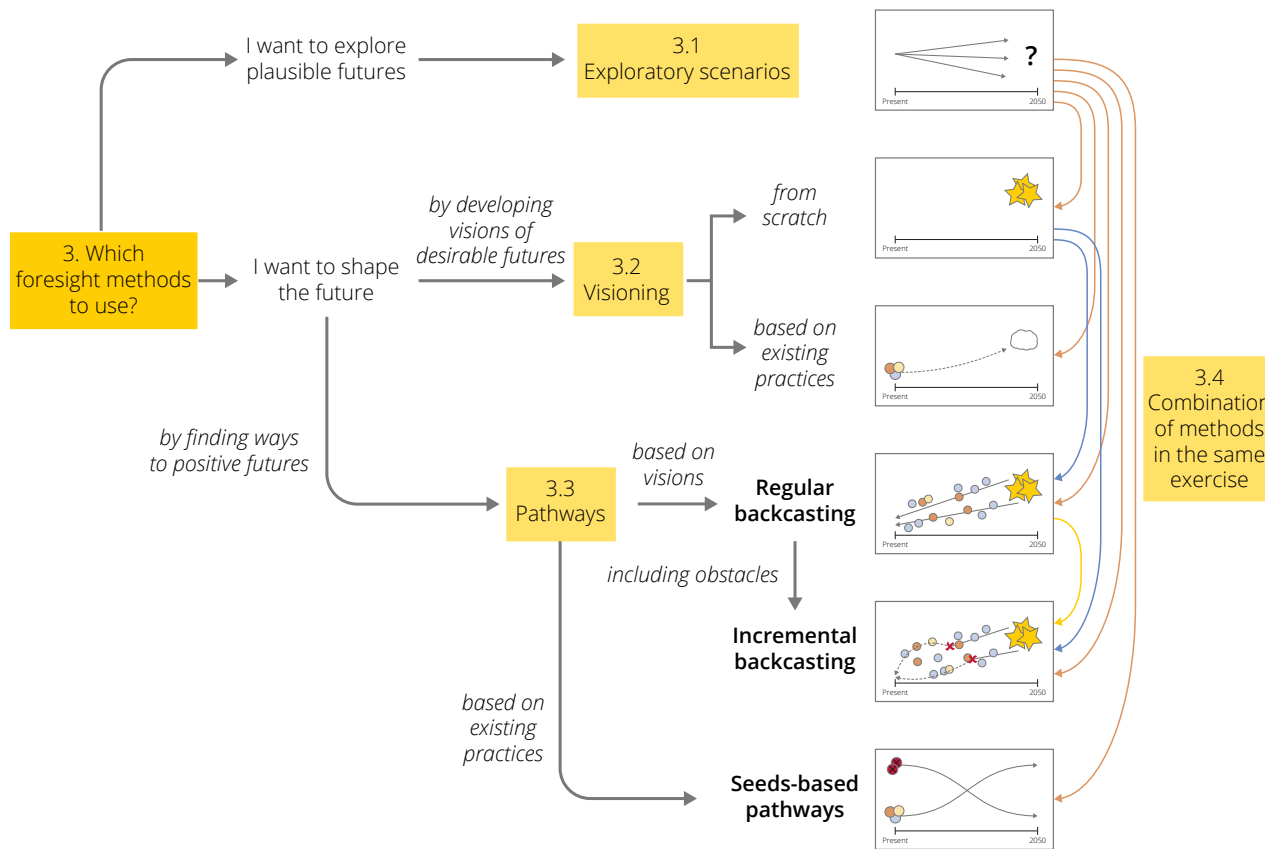 I want to explore
plausible futures
3.1
Exploratory scenarios
?
Present
2050
3. Which
foresight methods
to use?
I want to shape
the future
by developing
visions of
desirable futures
3.2
Visioning
from
scratch
Present
2050
based on
existing
practices
Present
2050
3.4
Combination
of methods
in the same
exercise
by finding ways
to positive futures
3.3
Pathways
based on
visions
Regular
backcasting
Present
2050
including obstacles
Incremental
backcasting
Present
2050
based on
existing
practices
Seeds-based
pathways
Present
2050